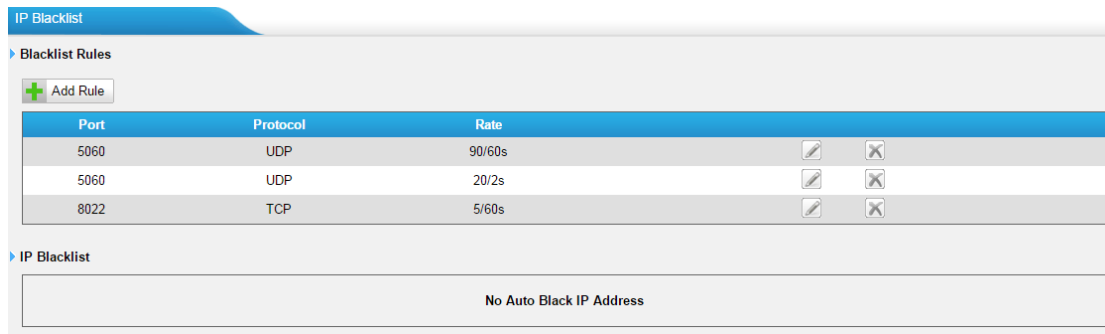 IP Blacklist
Blacklist Rules
Add Rule
Port Protocol Rate
5060 UDP 90/60s
5060 UDP 20/2s
8022 TCP 5/60s
IP Blacklist
No Auto Black IP Address